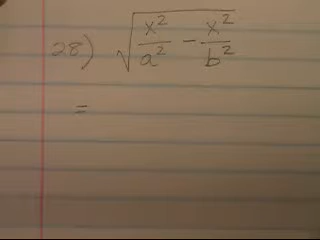 28) √(x²/a² - x²/b²)
=